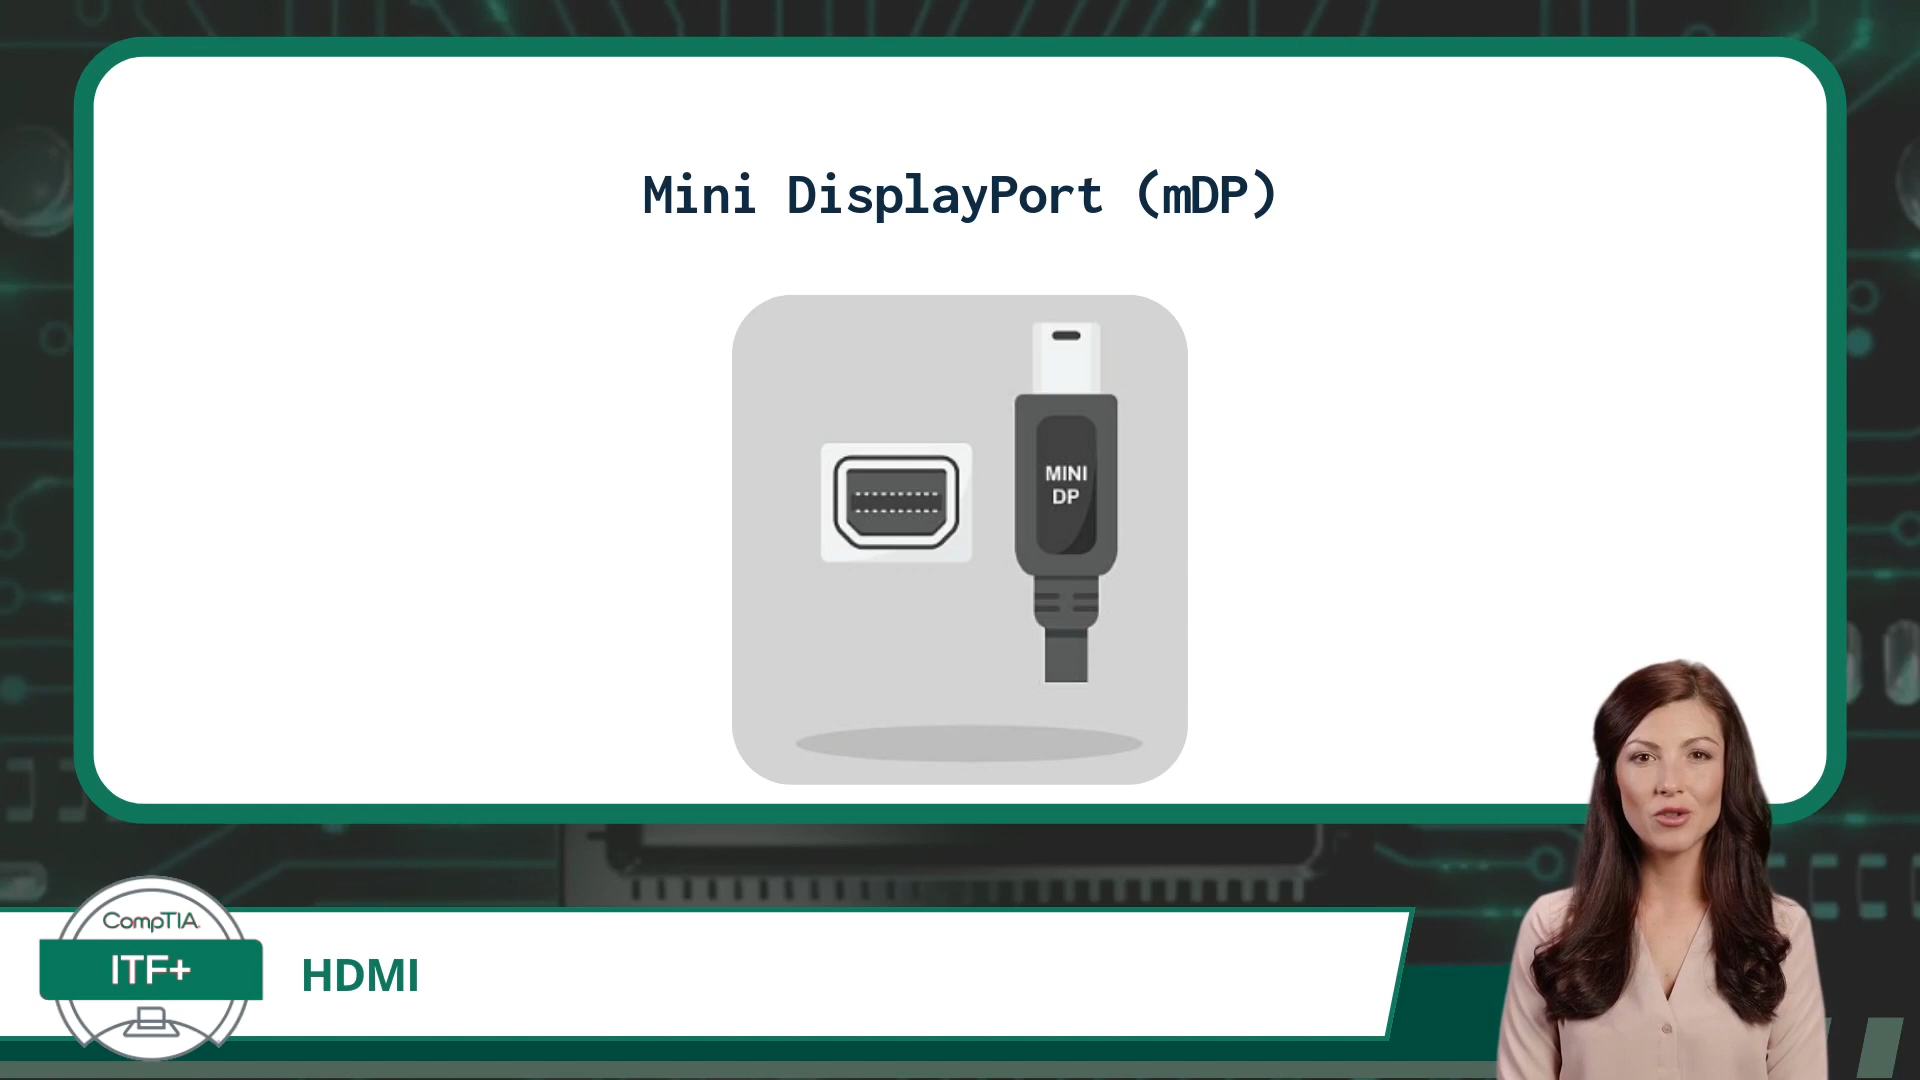 Mini DisplayPort (mDP)
MINI
DP
CompTIA
ITF+
HDMI